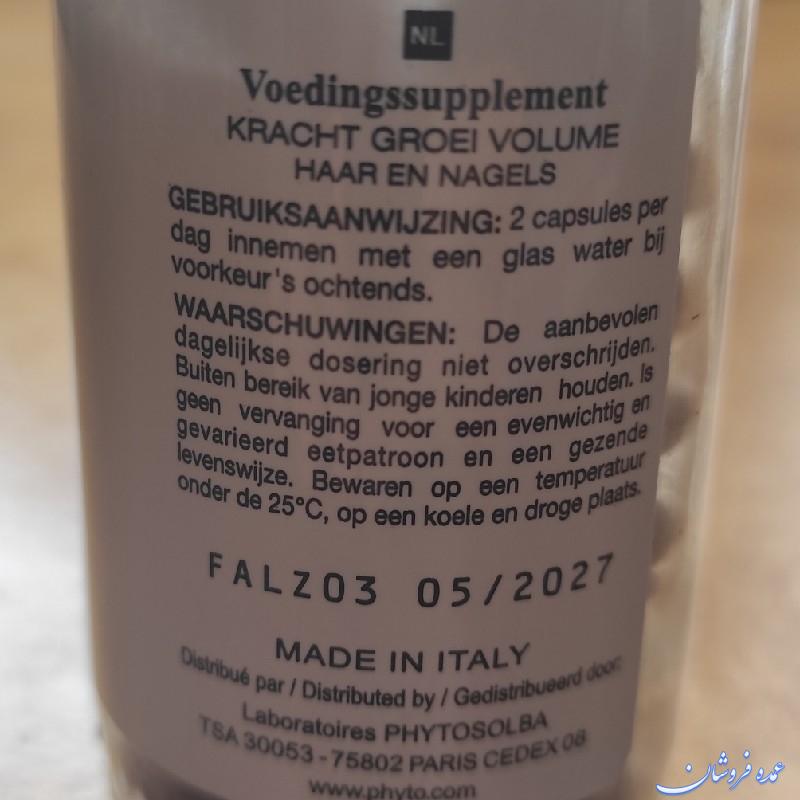 NL
Voedingssupplement
KRACHT GROEI VOLUME
HAAR EN NAGELS
GEBRUIKSAANWIJZING: 2 capsules per
dag innemen met een glas water bij
voorkeur's ochtends.
WAARSCHUWINGEN: De aanbevolen
dagelijkse dosering niet overschrijden.
Buiten bereik van jonge kinderen houden. Is
geen vervanging voor een evenwichtig en
gevarieerd eetpatroon en een gezende
levenswijze. Bewaren op een temperatuur
onder de 25°C, op een koele en droge plaats.
FALZ03 05/2027
MADE IN ITALY
Distribué par / Distributed by / Gedistribueerd door:
Laboratoires PHYTOSOLBA
TSA 30053 - 75802 PARIS CEDEX 08
www.phyto.com
عمده فروشان